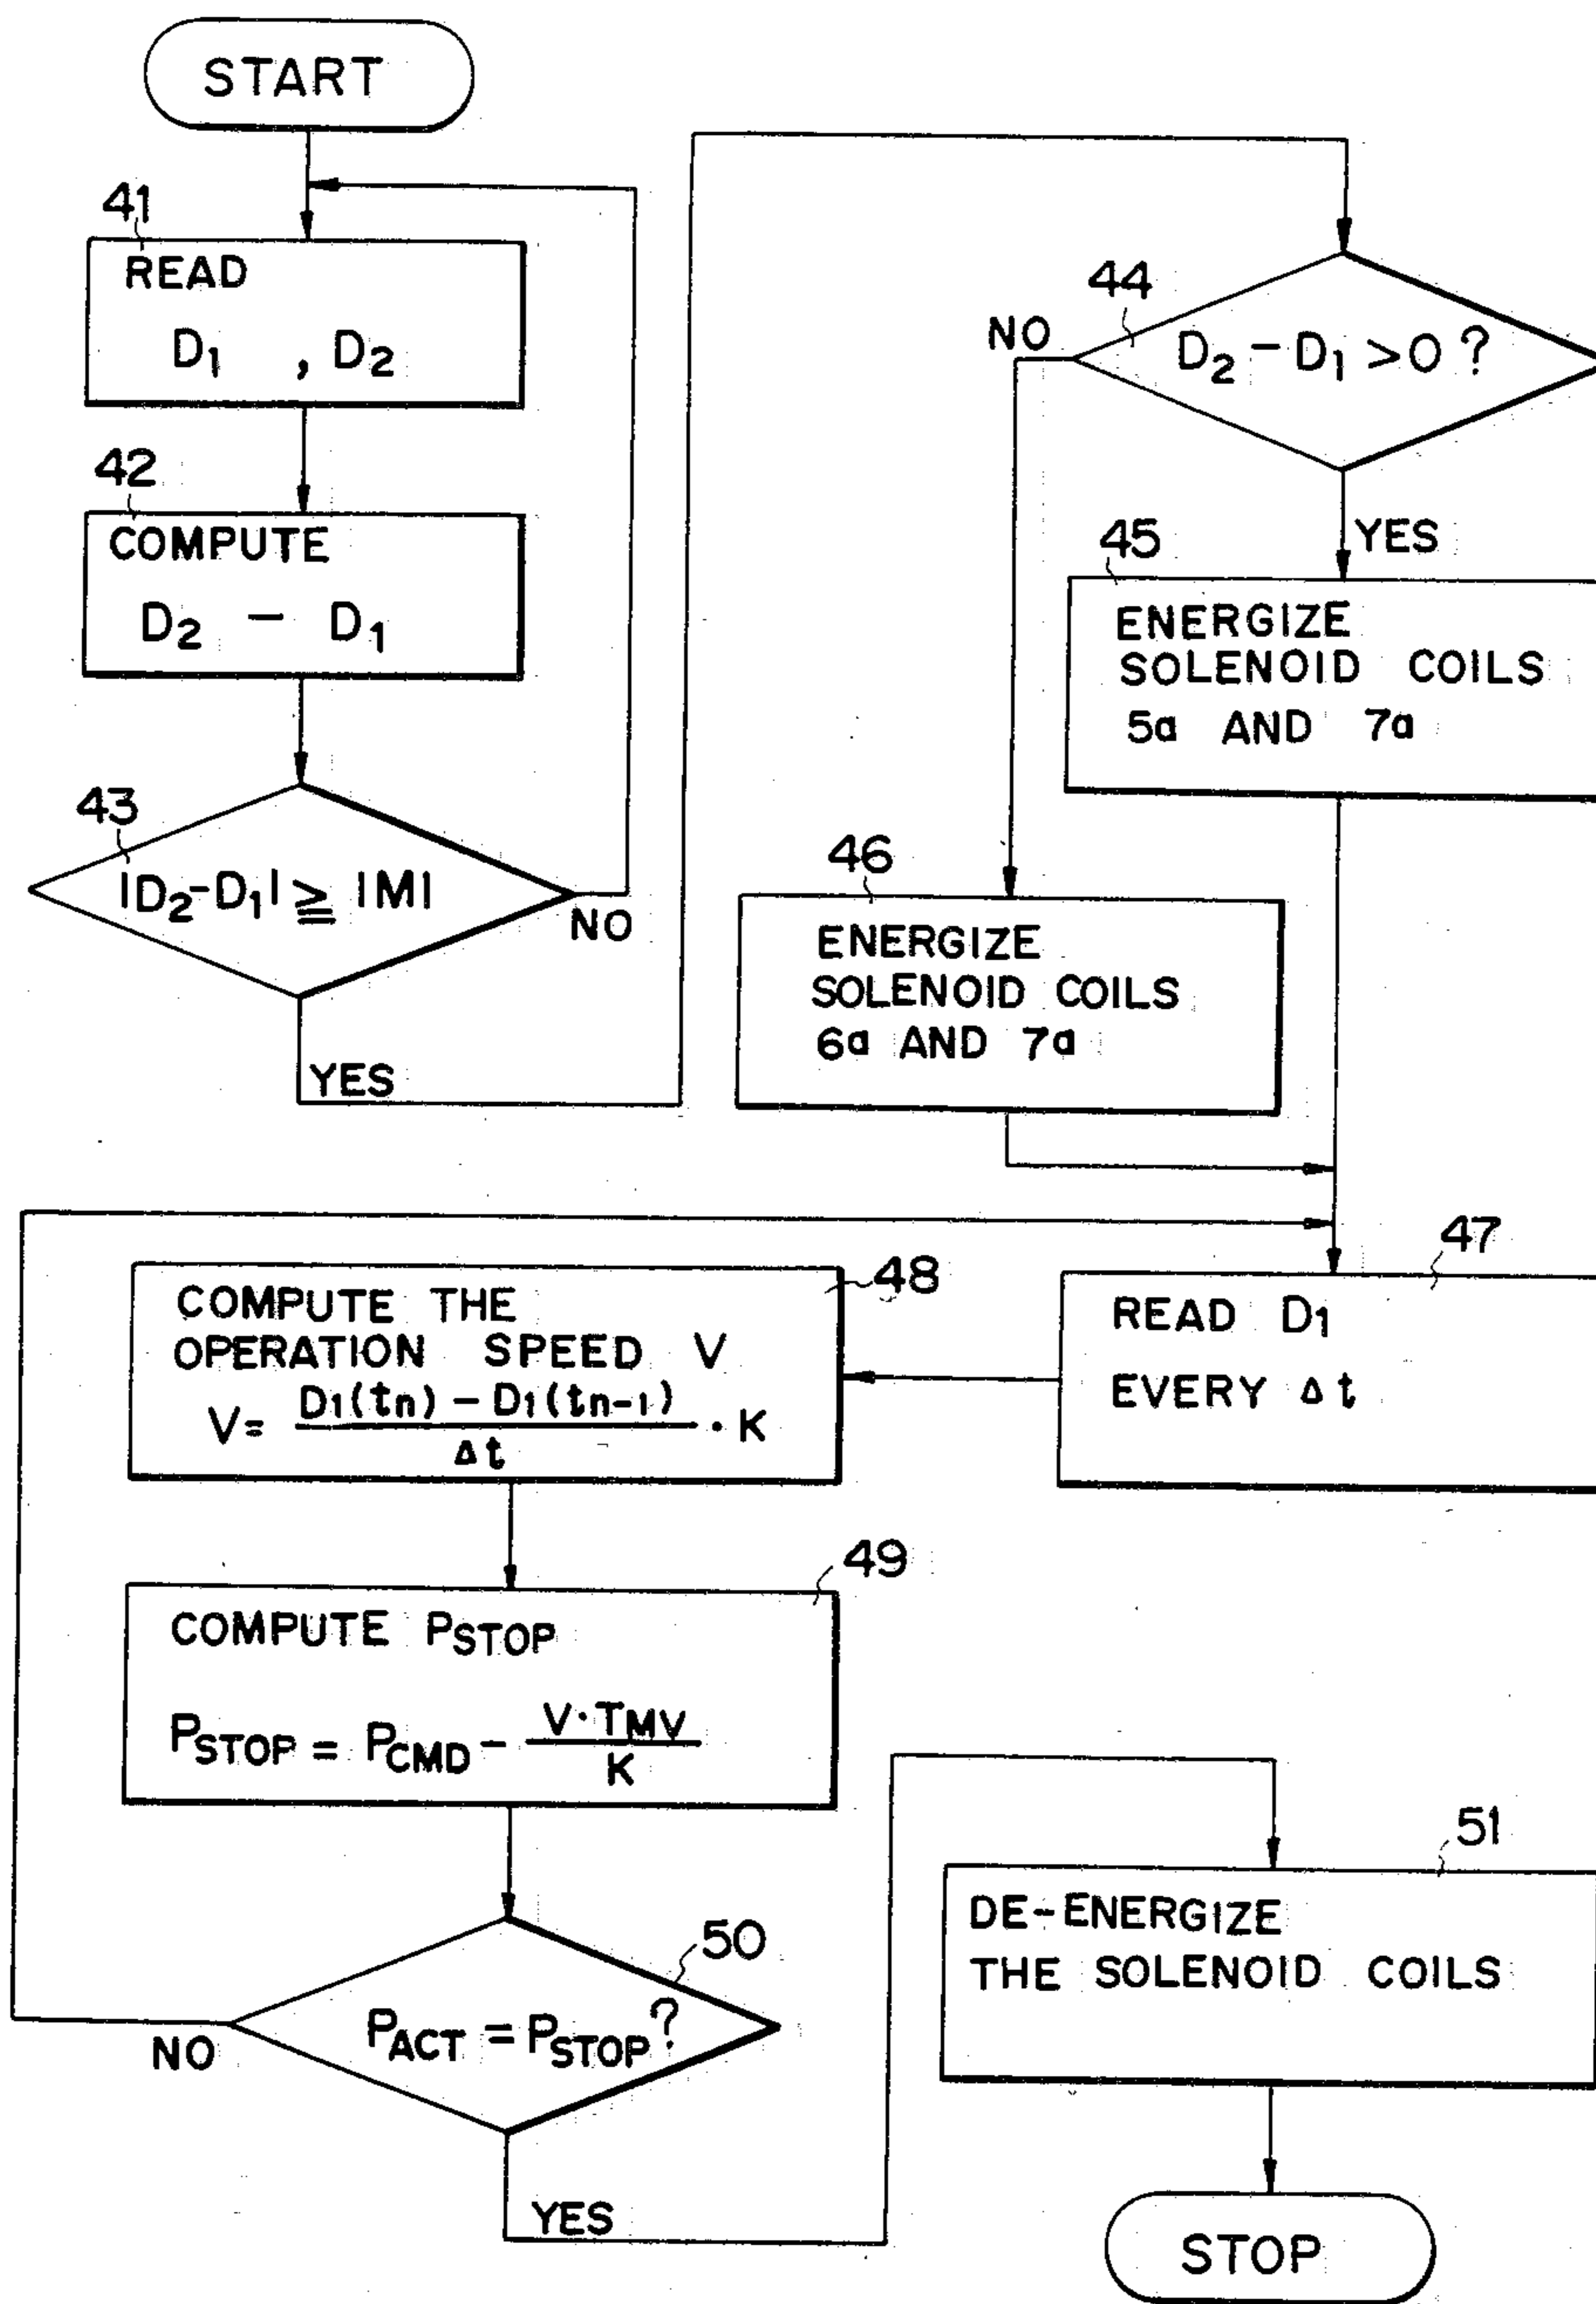 START
41
READ
D₁ , D₂
42
COMPUTE
D₂ − D₁
43
|D₂-D₁| ≧ |M|
NO
YES
44
D₂ − D₁ > 0 ?
NO
YES
45
ENERGIZE
SOLENOID COILS
5a AND 7a
46
ENERGIZE
SOLENOID COILS
6a AND 7a
47
READ D₁
EVERY Δt
48
COMPUTE THE
OPERATION SPEED V
V = (D₁(tn) − D₁(tn-1)) / Δt · K
49
COMPUTE PSTOP
PSTOP = PCMD − (V·TMV) / K
50
PACT = PSTOP ?
NO
YES
51
DE-ENERGIZE
THE SOLENOID COILS
STOP